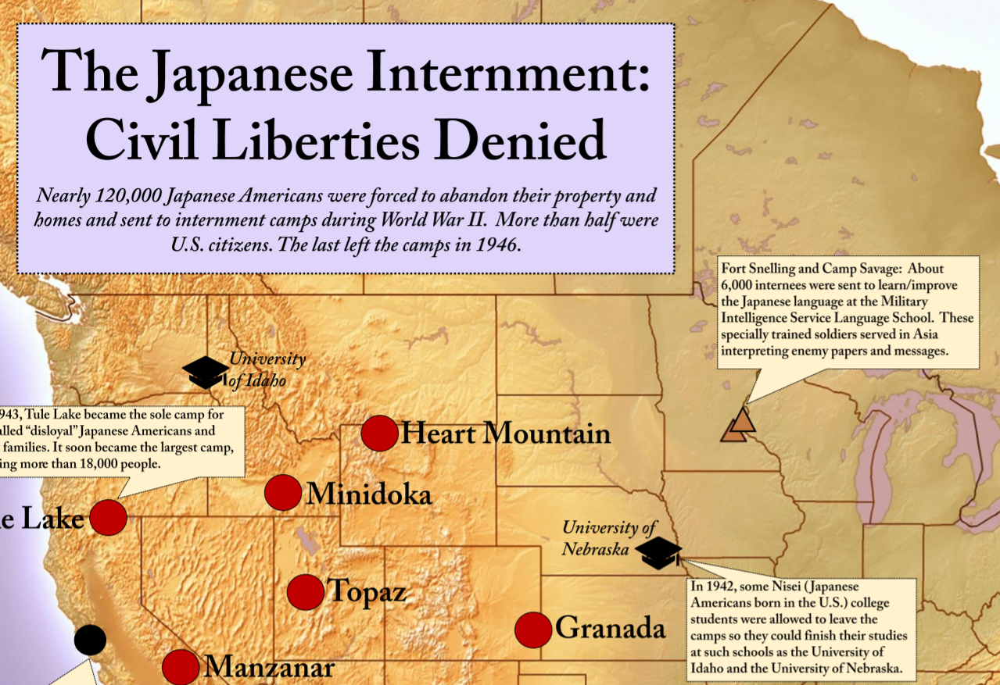 The Japanese Internment:
Civil Liberties Denied
Nearly 120,000 Japanese Americans were forced to abandon their property and
homes and sent to internment camps during World War II. More than half were
U.S. citizens. The last left the camps in 1946.
Fort Snelling and Camp Savage: About
6,000 internees were sent to learn/improve
the Japanese language at the Military
Intelligence Service Language School. These
specially trained soldiers served in Asia
interpreting enemy papers and messages.
University
of Idaho
943, Tule Lake became the sole camp for
alled “disloyal” Japanese Americans and
families. It soon became the largest camp,
ing more than 18,000 people.
Heart Mountain
Minidoka
e Lake
University of
Nebraska
Topaz
In 1942, some Nisei (Japanese
Americans born in the U.S.) college
students were allowed to leave the
camps so they could finish their studies
at such schools as the University of
Idaho and the University of Nebraska.
Granada
Manzanar